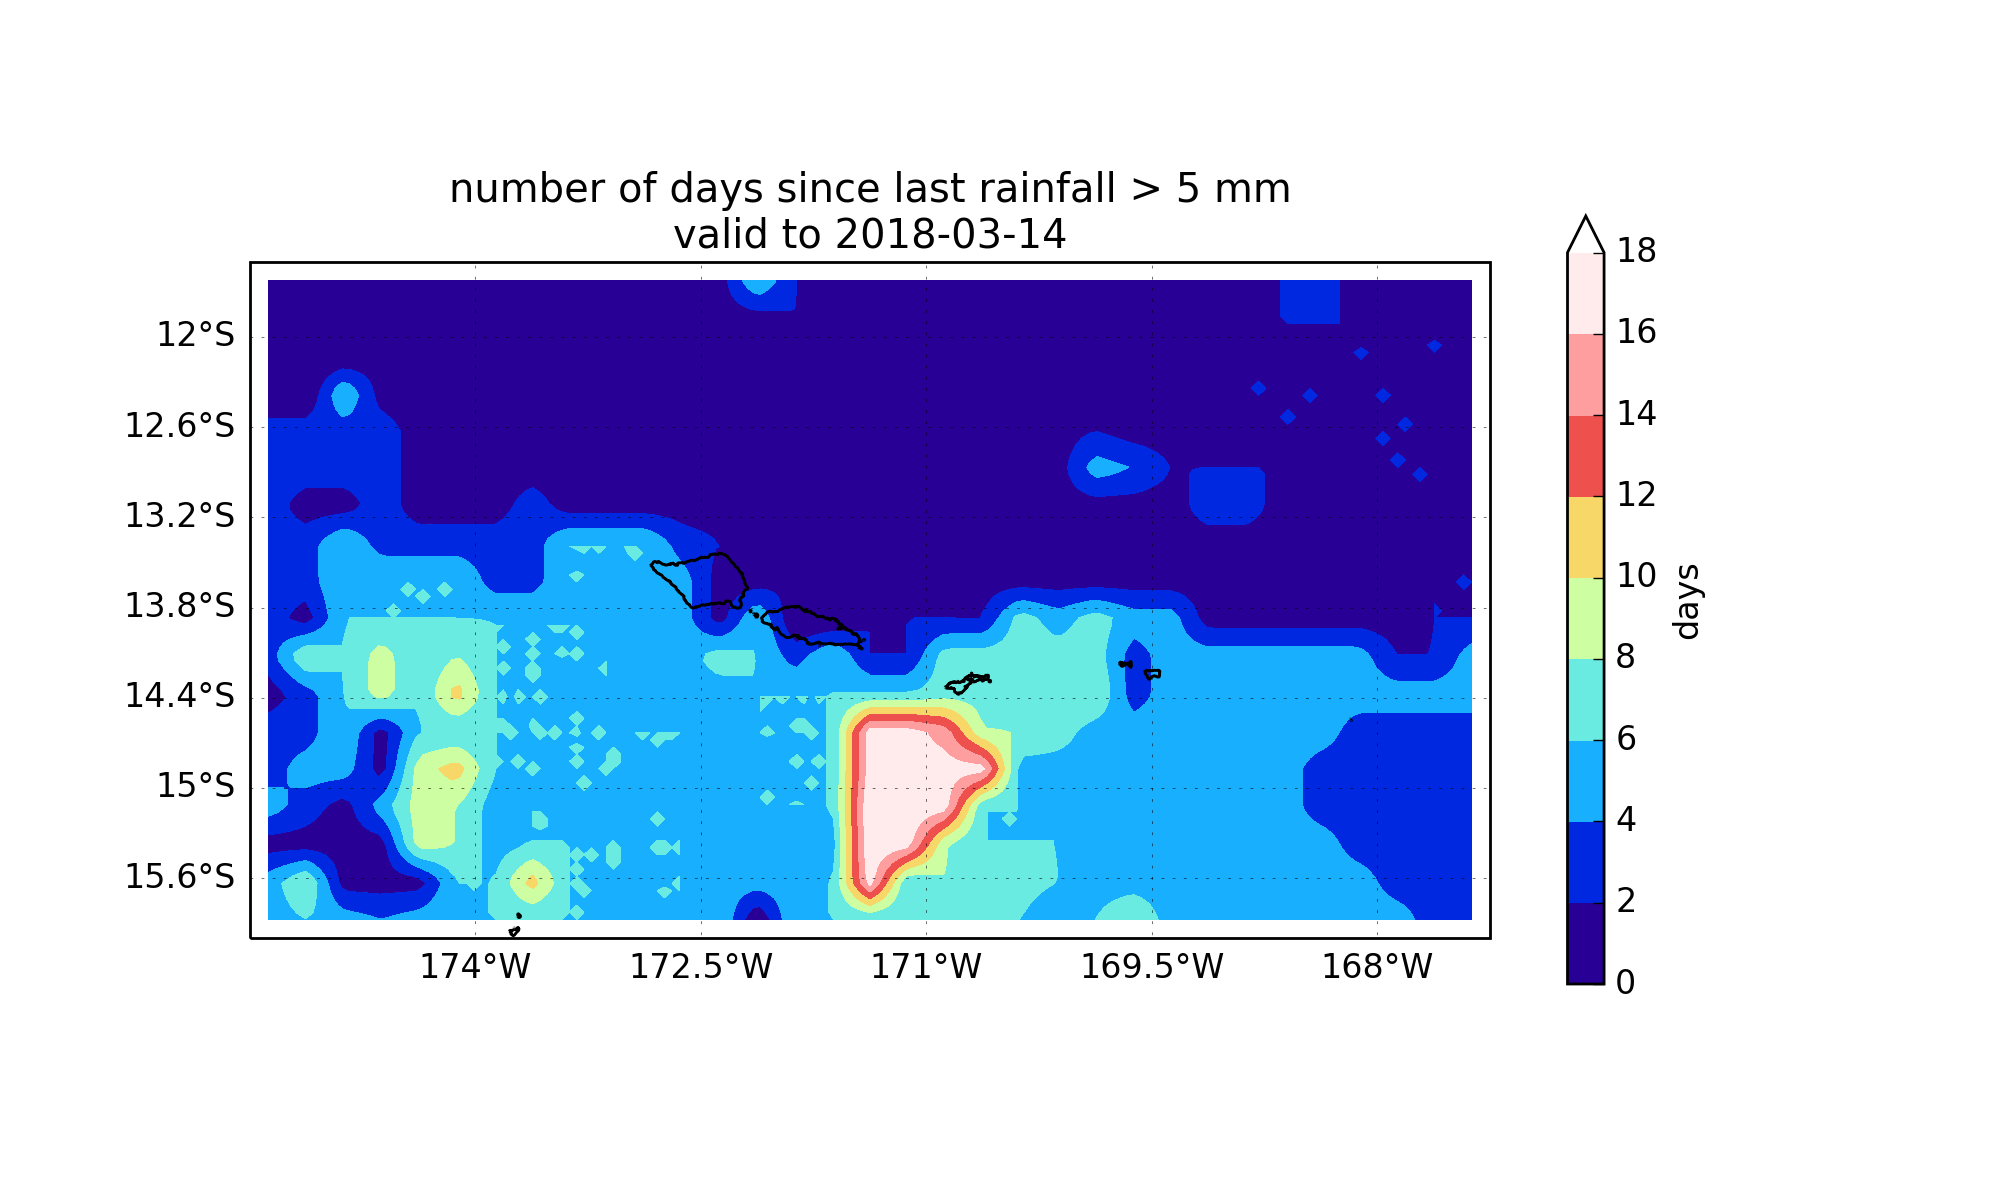 number of days since last rainfall > 5 mm
valid to 2018-03-14
12°S
12.6°S
13.2°S
13.8°S
14.4°S
15°S
15.6°S
174°W
172.5°W
171°W
169.5°W
168°W
18
16
14
12
10
8
6
4
2
0
days